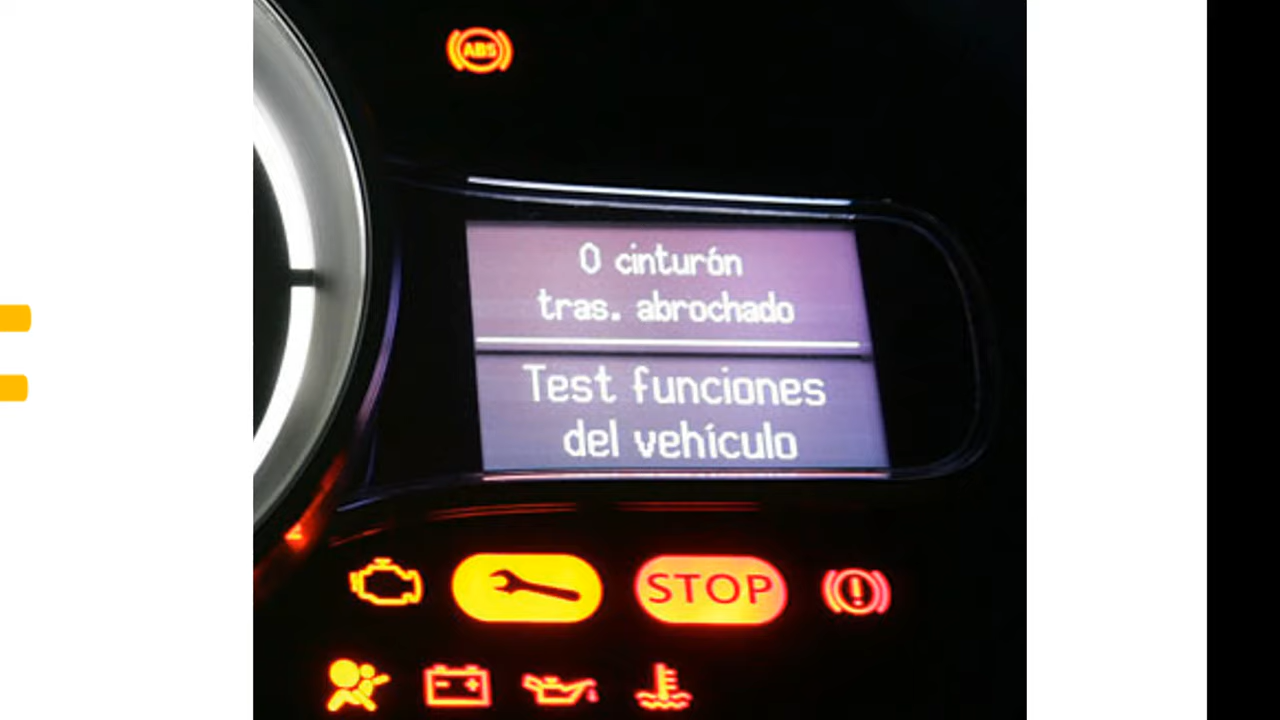 ABS
0 cinturón
tras. abrochado
Test funciones
del vehículo
STOP